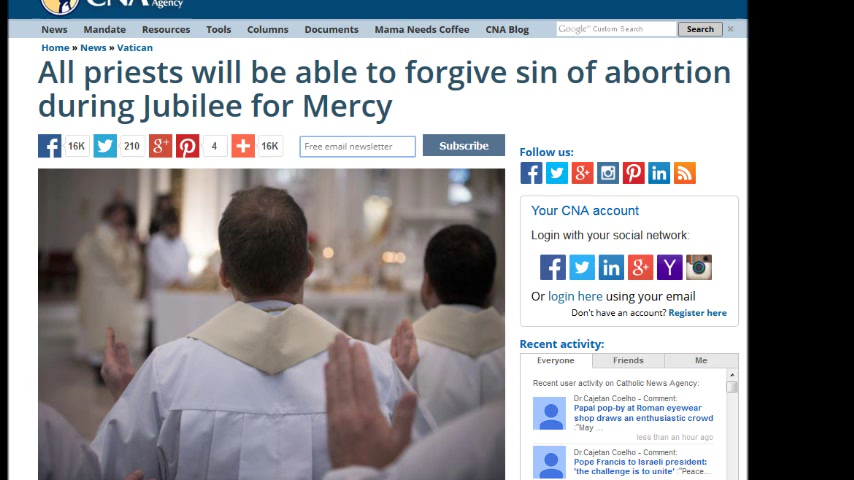 CNA
Agency
News Mandate Resources Tools Columns Documents Mama Needs Coffee CNA Blog
Google™ Custom Search
Search
×
Home » News » Vatican
All priests will be able to forgive sin of abortion
during Jubilee for Mercy
16K
210
4
16K
Free email newsletter
Subscribe
Follow us:
Your CNA account
Login with your social network:
Or login here using your email
Don't have an account? Register here
Recent activity:
Everyone Friends Me
Recent user activity on Catholic News Agency:
Dr.Cajetan Coelho - Comment:
Papal pop-by at Roman eyewear
shop draws an enthusiastic crowd
:"May ...
less than an hour ago
Dr.Cajetan Coelho - Comment:
Pope Francis to Israeli president:
'the challenge is to unite' :"Peace...